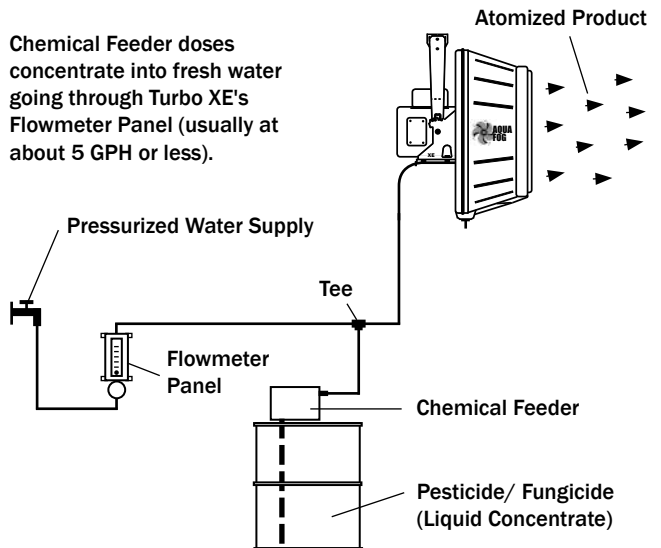 Atomized Product
Chemical Feeder doses
concentrate into fresh water
going through Turbo XE's
Flowmeter Panel (usually at
about 5 GPH or less).
AQUA
FOG
XE
Pressurized Water Supply
Tee
Flowmeter
Panel
Chemical Feeder
Pesticide/ Fungicide
(Liquid Concentrate)